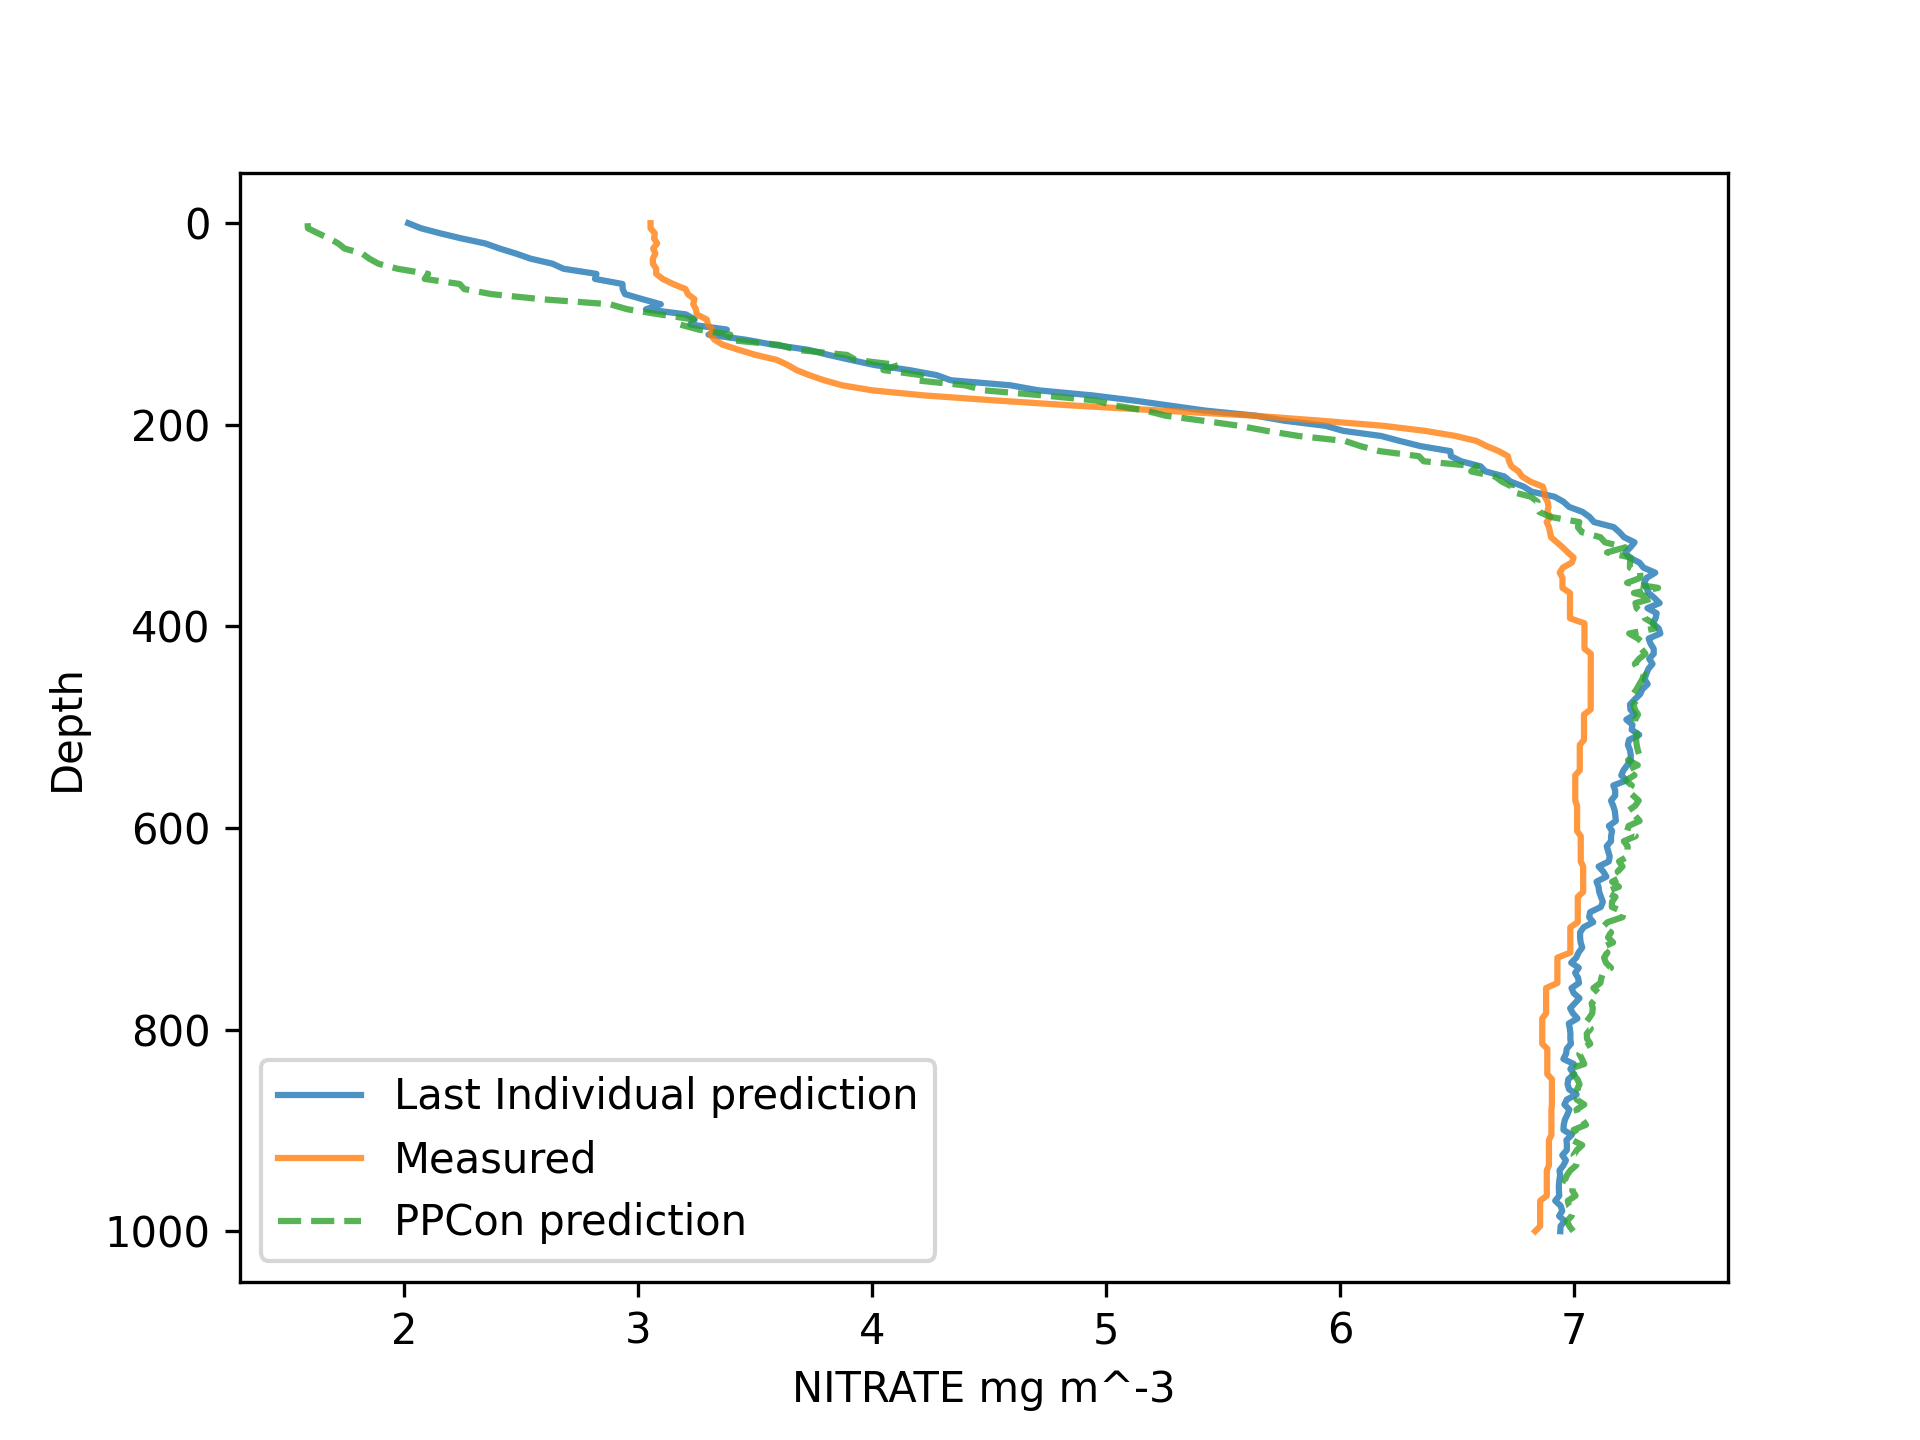 0
200
400
600
800
1000
Depth
Last Individual prediction
Measured
PPCon prediction
2 3 4 5 6 7
NITRATE mg m^-3